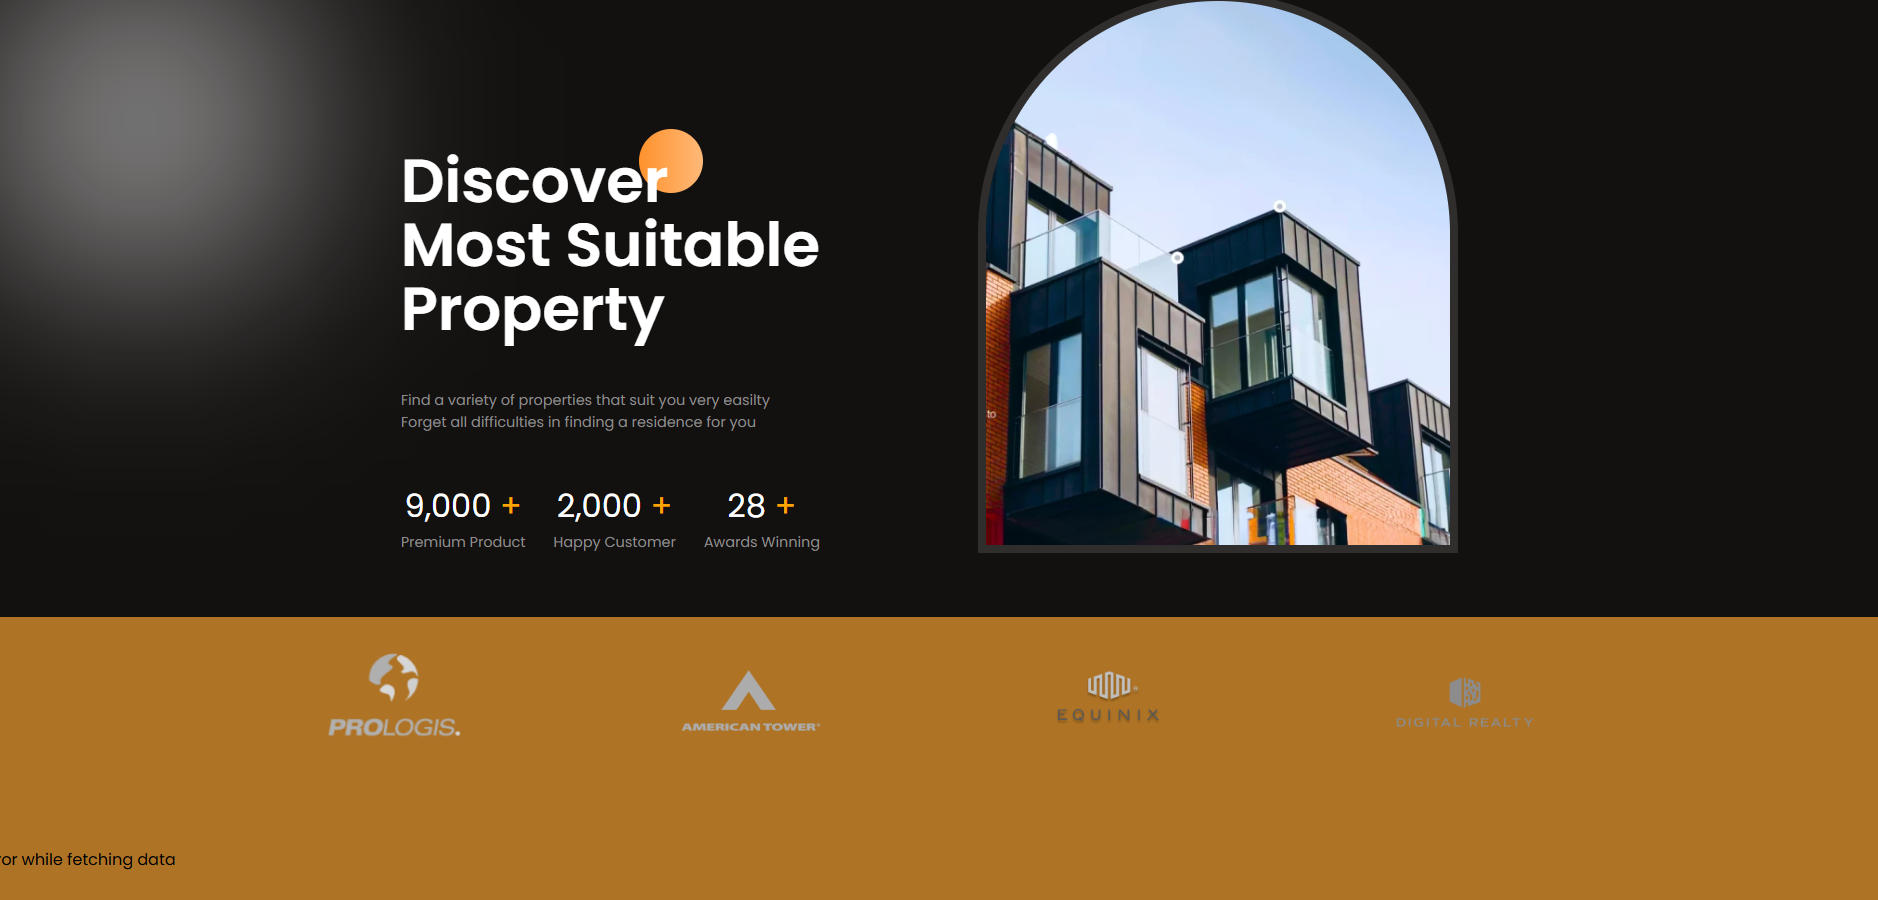 Discover
Most Suitable
Property
Find a variety of properties that suit you very easilty
Forget all difficulties in finding a residence for you
9,000 + 2,000 + 28 +
Premium Product Happy Customer Awards Winning
to
PROLOGIS. AMERICAN TOWER® EQUINIX DIGITAL REALTY
while fetching data